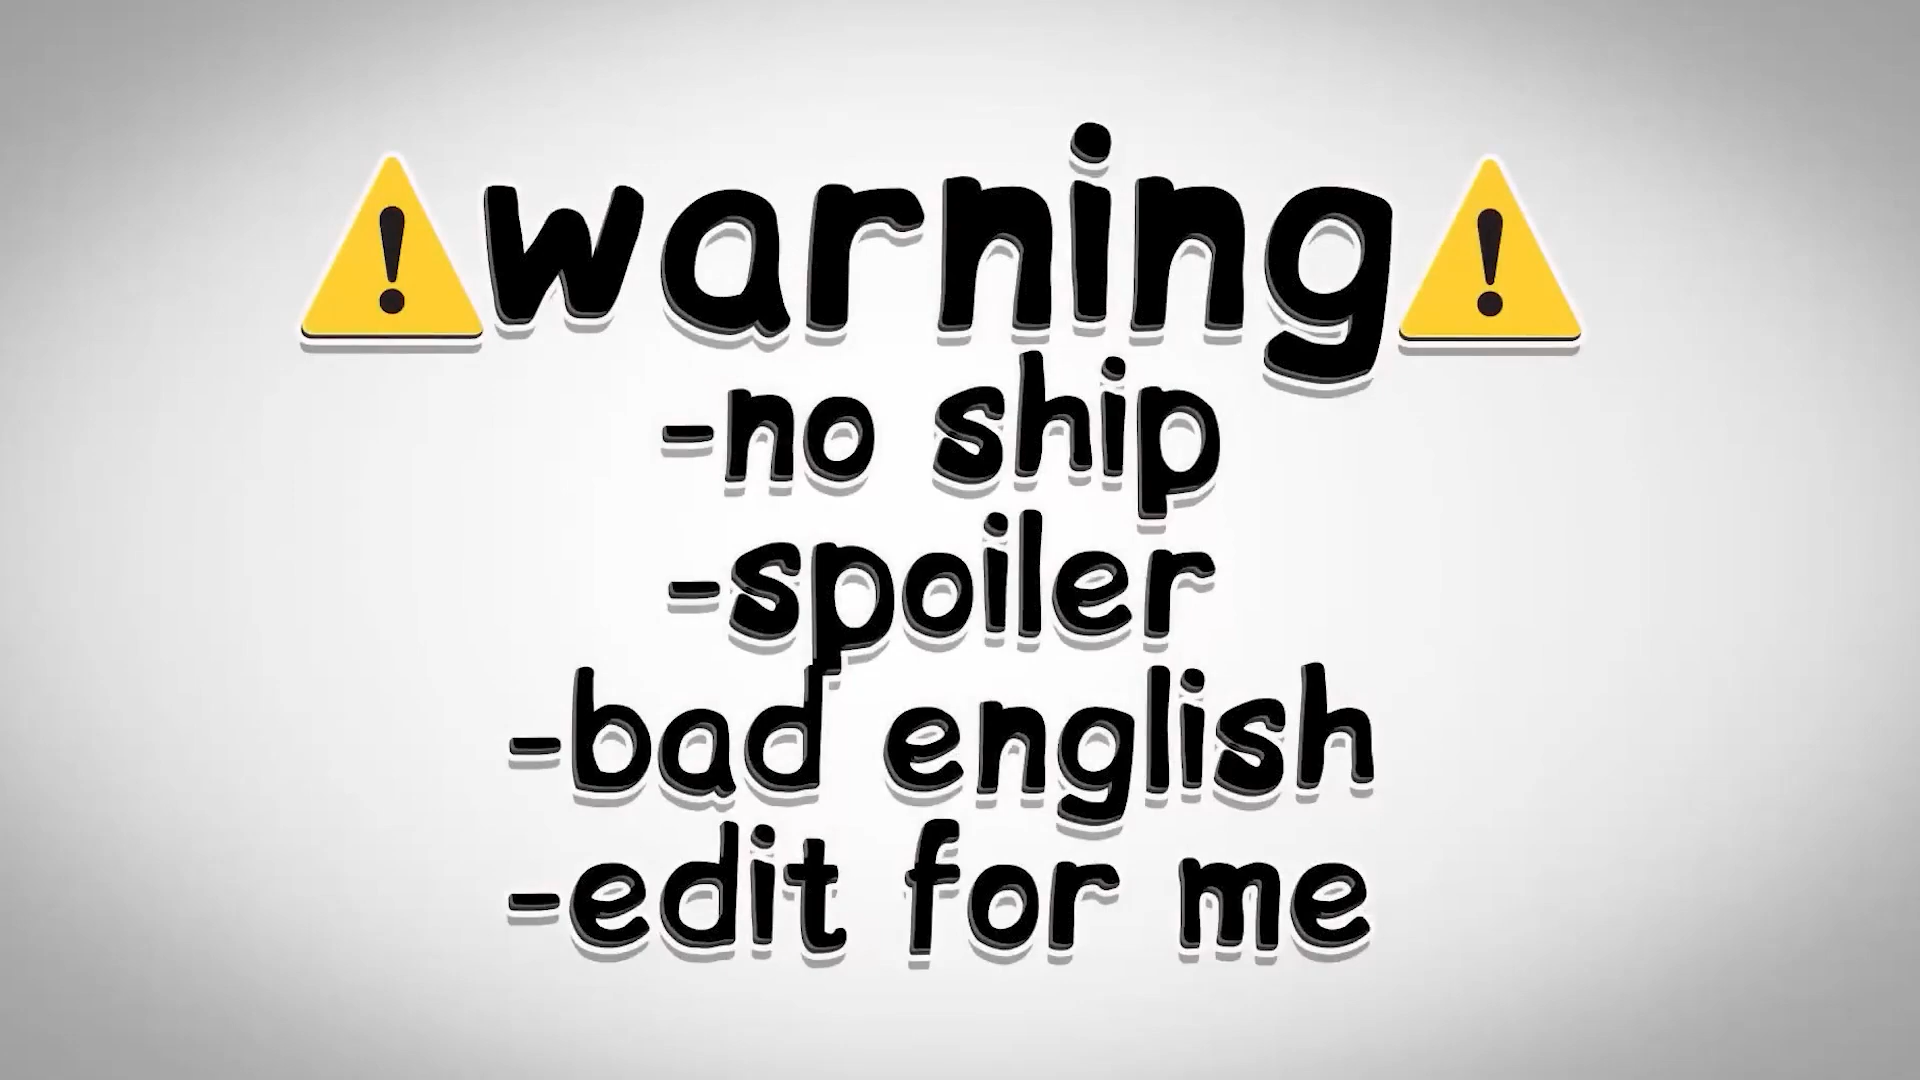 ⚠warning⚠
-no ship
-spoiler
-bad english
-edit for me